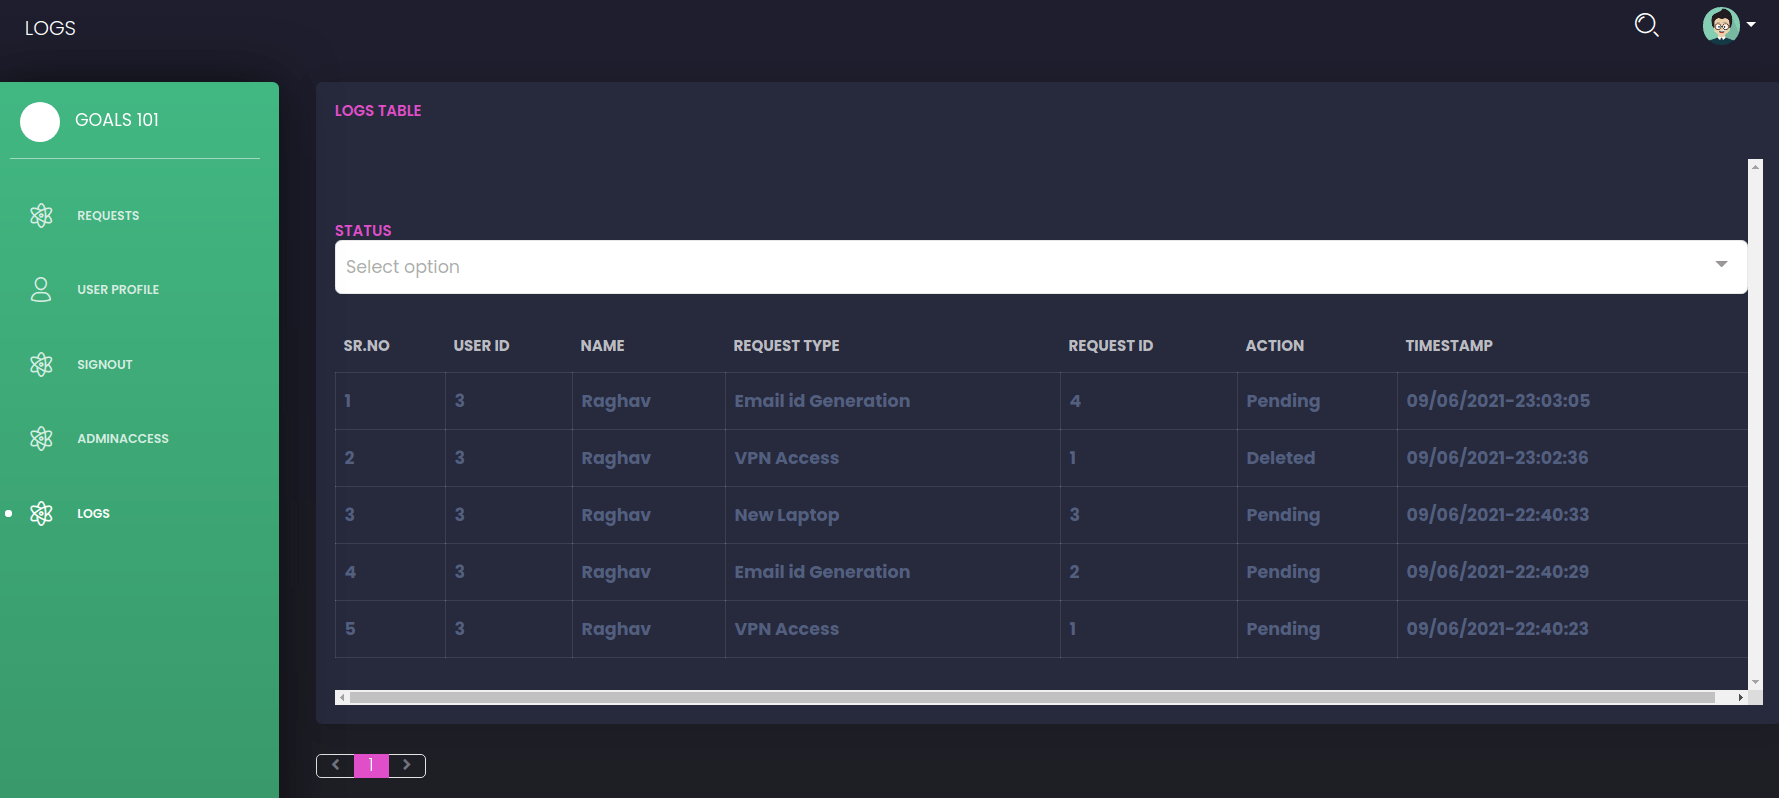 LOGS
GOALS 101
REQUESTS
USER PROFILE
SIGNOUT
ADMINACCESS
LOGS
LOGS TABLE
STATUS
Select option
SR.NO USER ID NAME REQUEST TYPE REQUEST ID ACTION TIMESTAMP
1 3 Raghav Email id Generation 4 Pending 09/06/2021-23:03:05
2 3 Raghav VPN Access 1 Deleted 09/06/2021-23:02:36
3 3 Raghav New Laptop 3 Pending 09/06/2021-22:40:33
4 3 Raghav Email id Generation 2 Pending 09/06/2021-22:40:29
5 3 Raghav VPN Access 1 Pending 09/06/2021-22:40:23
1